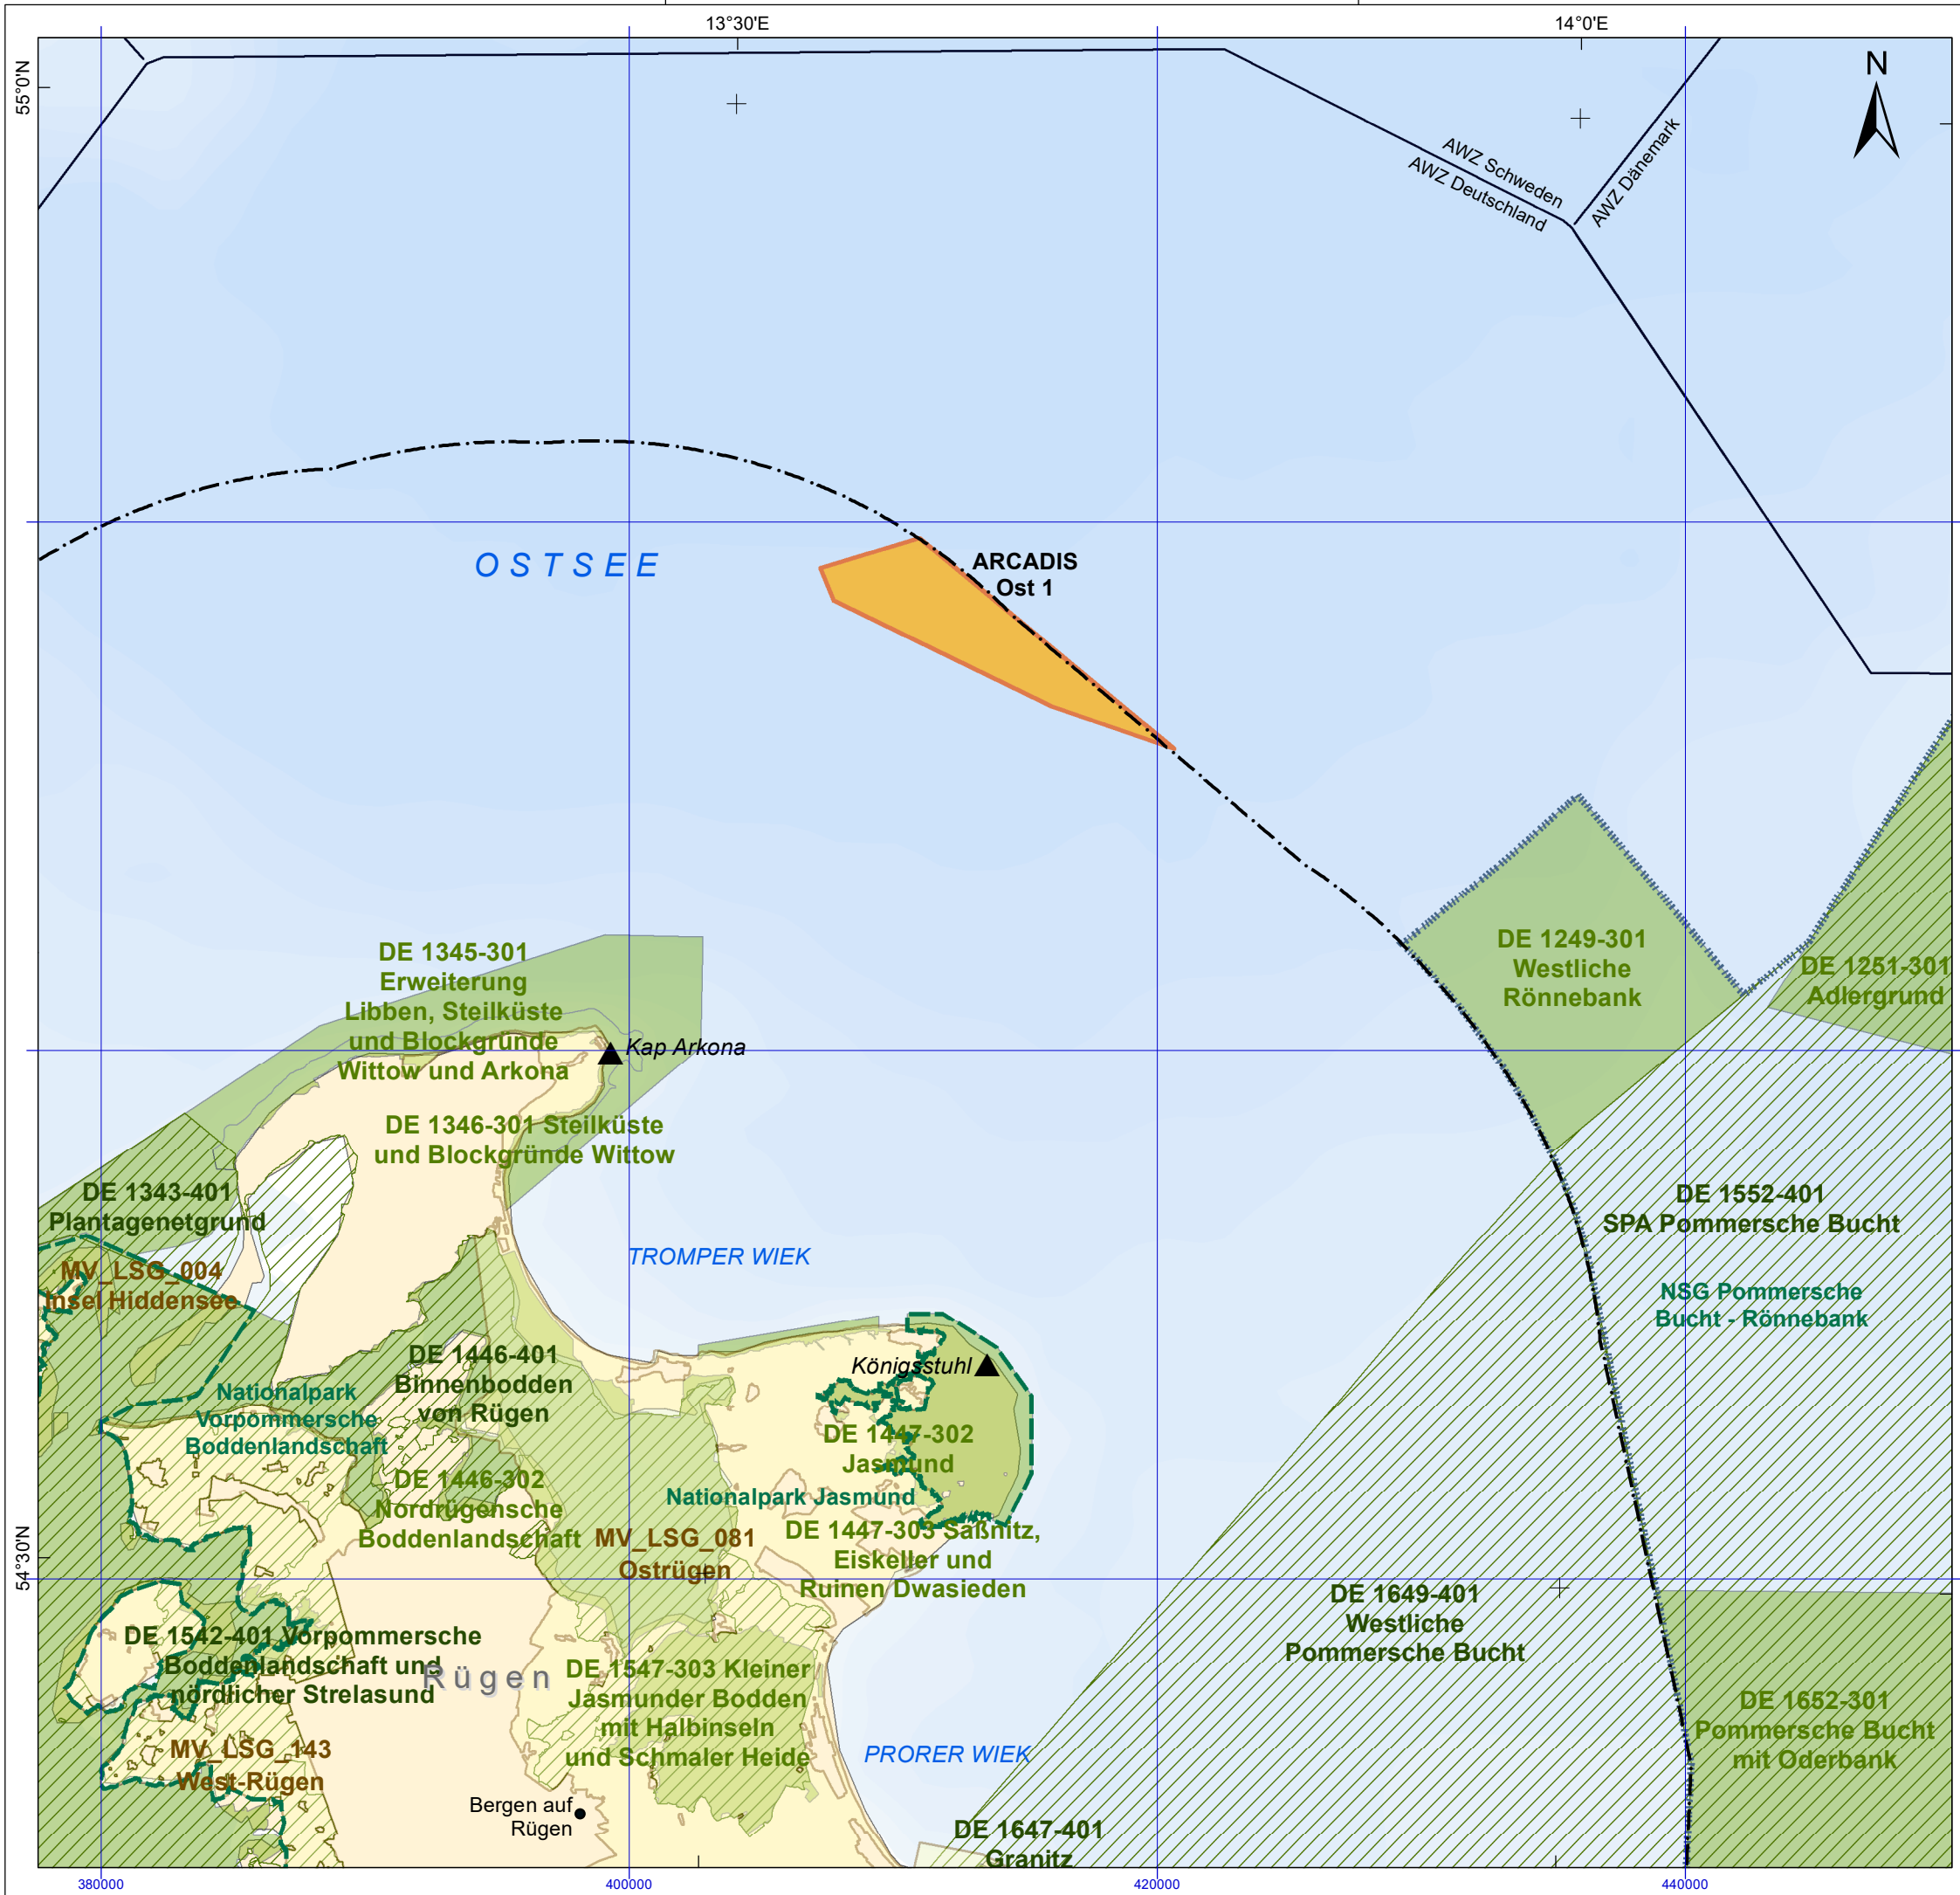 13°30'E
14°0'E
55°0'N
N
AWZ Schweden
AWZ Deutschland
AWZ Dänemark
OSTSEE
ARCADIS
Ost 1
DE 1345-301
Erweiterung
Libben, Steilküste
und Blockgründe
Wittow und Arkona
Kap Arkona
DE 1249-301
Westliche
Rönnebank
DE 1251-301
Adlergrund
DE 1346-301 Steilküste
und Blockgründe Wittow
DE 1343-401
Plantagenetgrund
DE 1552-401
SPA Pommersche Bucht
MV_LSG_004
Insel Hiddensee
TROMPER WIEK
NSG Pommersche
Bucht - Rönnebank
DE 1446-401
Binnenbodden
von Rügen
Königsstuhl
Nationalpark
Vorpommersche
Boddenlandschaft
DE 1447-302
Jasmund
DE 1446-302
Nordrügensche
Boddenlandschaft
Nationalpark Jasmund
MV_LSG_081
Ostrügen
DE 1447-303 Saßnitz,
Eiskeller und
Ruinen Dwasieden
54°30'N
DE 1649-401
Westliche
Pommersche Bucht
DE 1542-401 Vorpommersche
Boddenlandschaft und
nördlicher Strelasund
Rügen
DE 1547-303 Kleiner
Jasmunder Bodden
mit Halbinseln
und Schmaler Heide
DE 1652-301
Pommersche Bucht
mit Oderbank
MV_LSG_143
West-Rügen
PRORER WIEK
Bergen auf
Rügen
DE 1647-401
Granitz
380000
400000
420000
440000